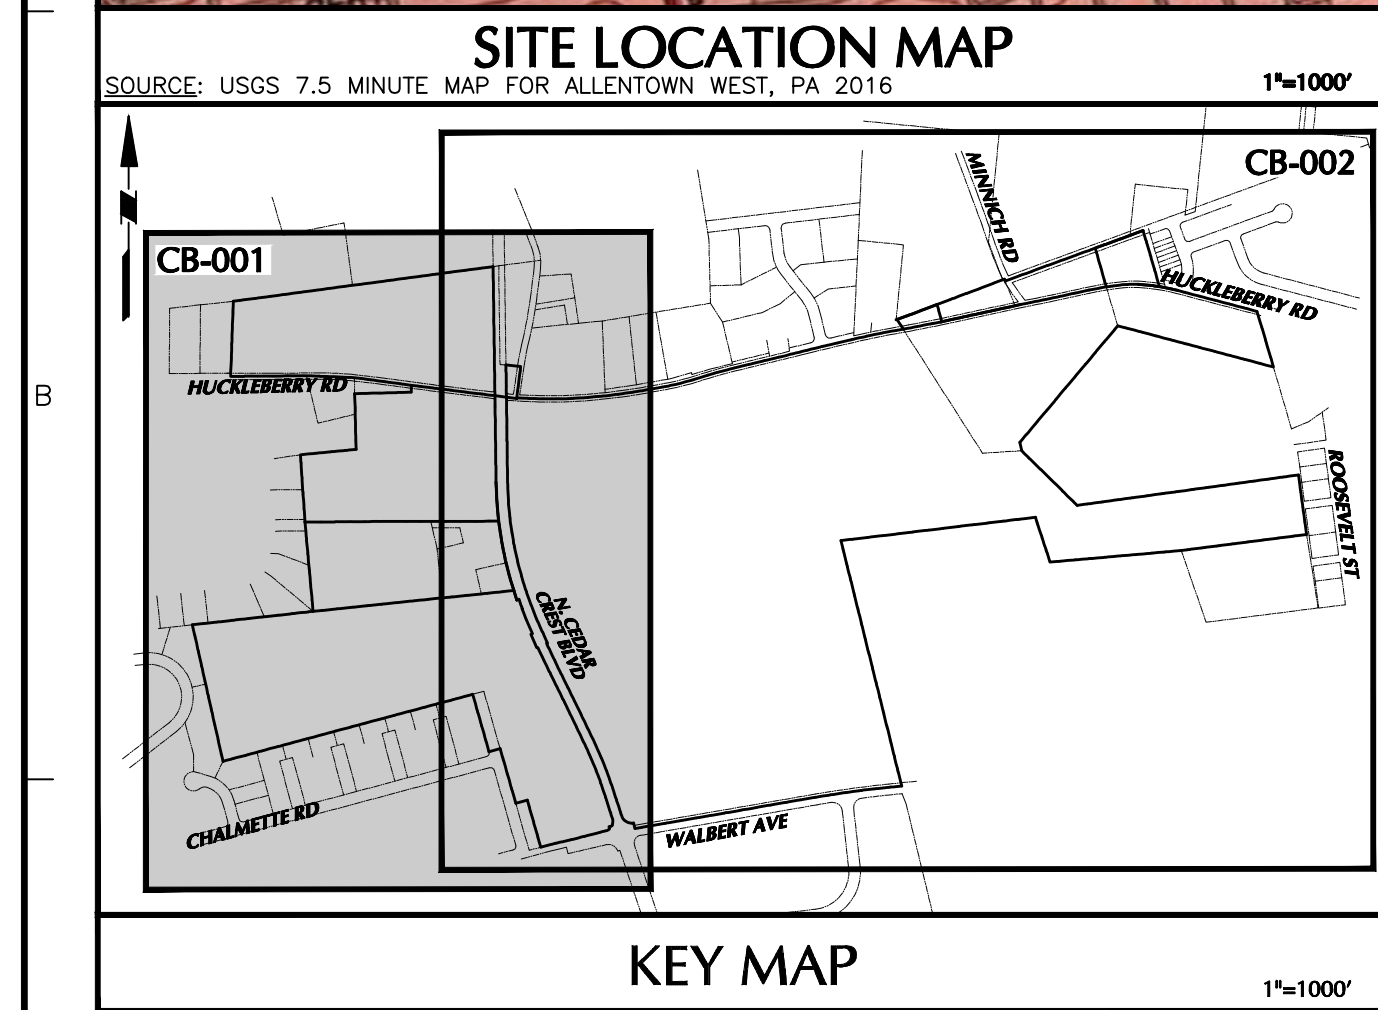 SITE LOCATION MAP
SOURCE: USGS 7.5 MINUTE MAP FOR ALLENTOWN WEST, PA 2016
1"=1000'
CB-002
MINNICH RD
CB-001
HUCKLEBERRY RD
HUCKLEBERRY RD
B
ROOSEVELT ST
N. CEDAR
CREST BLVD
CHALMETTE RD
WALBERT AVE
KEY MAP
1"=1000'